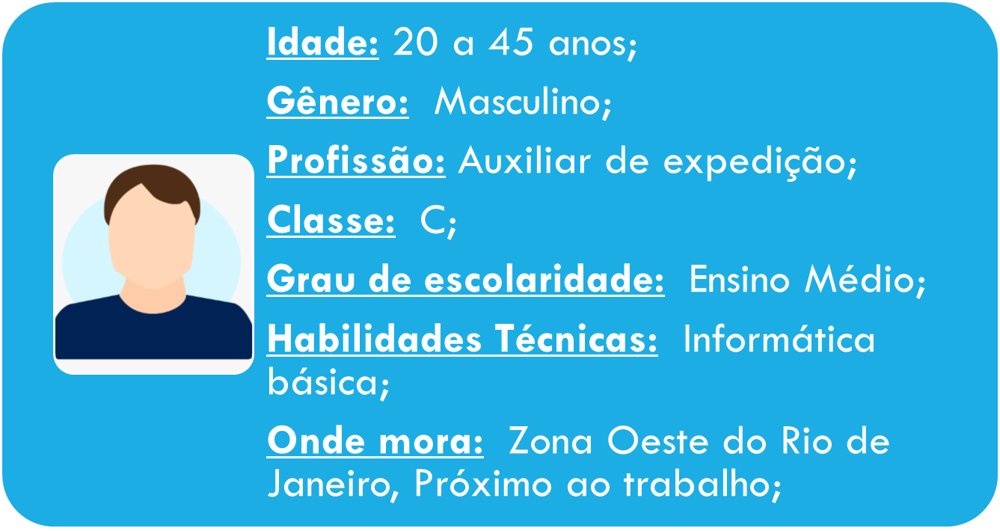 Idade: 20 a 45 anos;
Gênero: Masculino;
Profissão: Auxiliar de expedição;
Classe: C;
Grau de escolaridade: Ensino Médio;
Habilidades Técnicas: Informática
básica;
Onde mora: Zona Oeste do Rio de
Janeiro, Próximo ao trabalho;